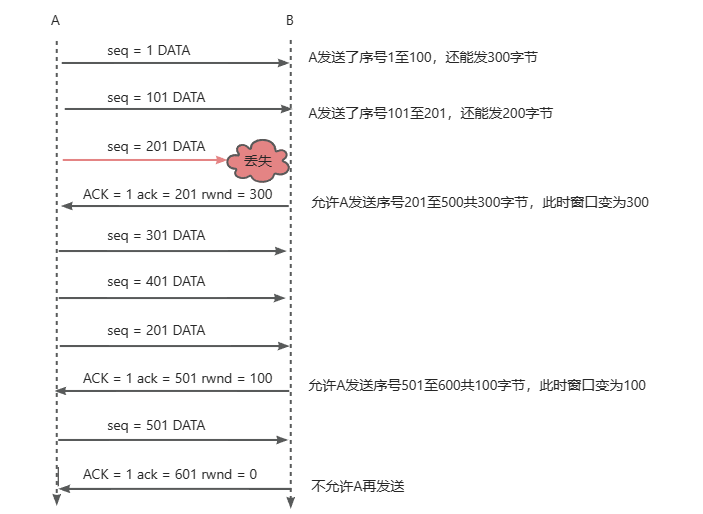 A
B
seq = 1 DATA
A发送了序号1至100，还能发300字节
seq = 101 DATA
A发送了序号101至201，还能发200字节
seq = 201 DATA
丢失
ACK = 1 ack = 201 rwnd = 300
允许A发送序号201至500共300字节，此时窗口变为300
seq = 301 DATA
seq = 401 DATA
seq = 201 DATA
ACK = 1 ack = 501 rwnd = 100
允许A发送序号501至600共100字节，此时窗口变为100
seq = 501 DATA
ACK = 1 ack = 601 rwnd = 0
不允许A再发送